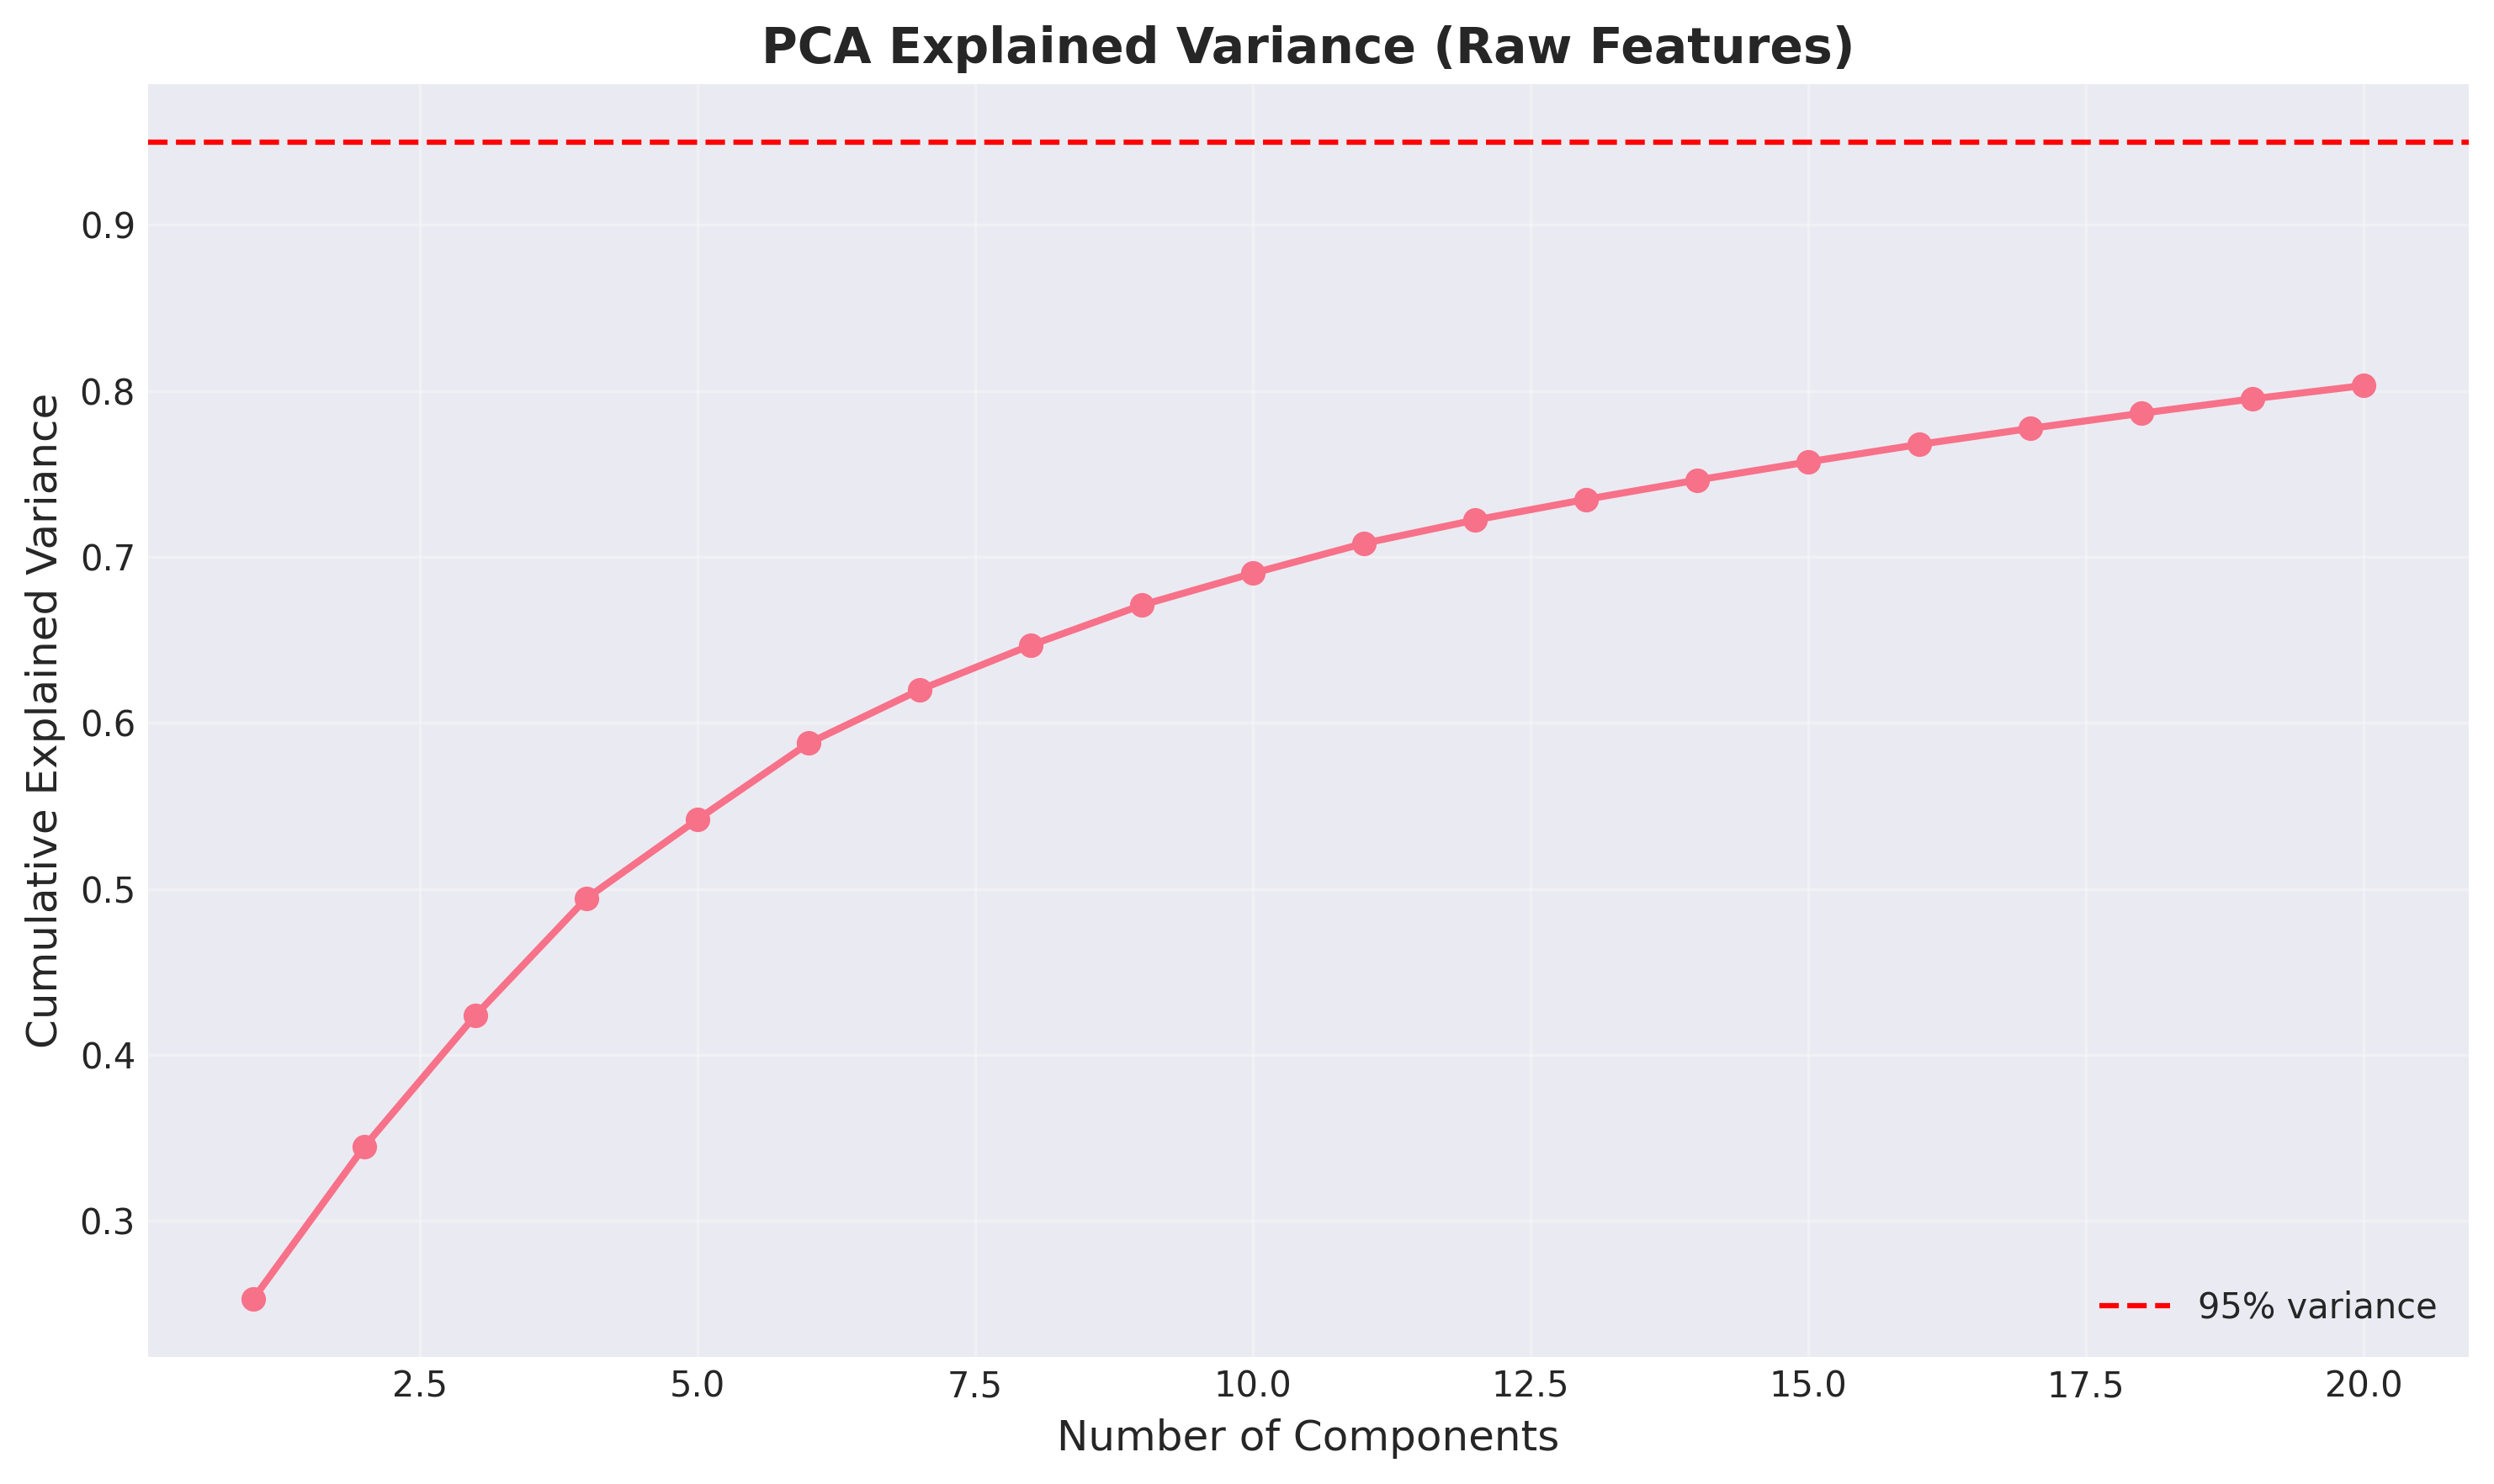 PCA Explained Variance (Raw Features)
Cumulative Explained Variance
0.9
0.8
0.7
0.6
0.5
0.4
0.3
95% variance
2.5 5.0 7.5 10.0 12.5 15.0 17.5 20.0
Number of Components